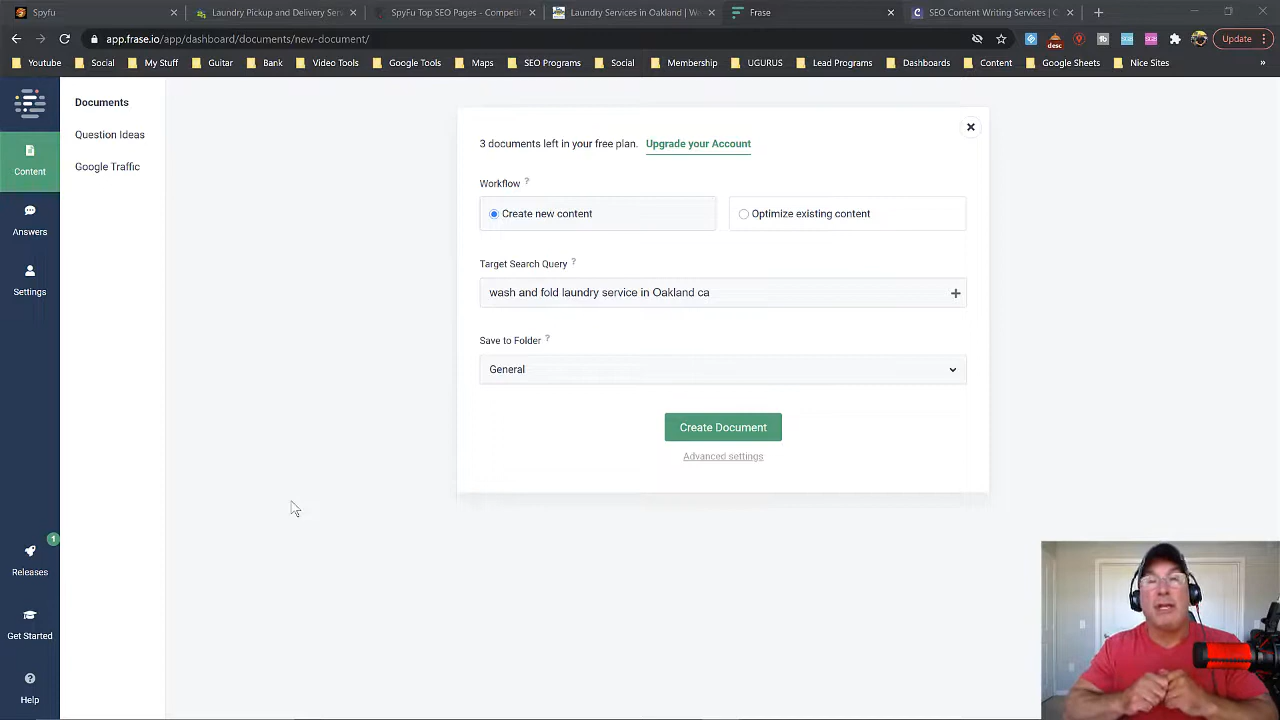 Spyfu
Laundry Pickup and Delivery Serv
SpyFu Top SEO Pages - Competit
Laundry Services in Oakland | W
Frase
SEO Content Writing Services | C
app.frase.io/app/dashboard/documents/new-document/
desc
Update
Youtube
Social
My Stuff
Guitar
Bank
Video Tools
Google Tools
Maps
SEO Programs
Social
Membership
UGURUS
Lead Programs
Dashboards
Content
Google Sheets
Nice Sites
»
Documents
Question Ideas
Google Traffic
Content
Answers
Settings
1
Releases
Get Started
Help
3 documents left in your free plan. Upgrade your Account
Workflow ?
Create new content
Optimize existing content
Target Search Query ?
wash and fold laundry service in Oakland ca
Save to Folder ?
General
Create Document
Advanced settings